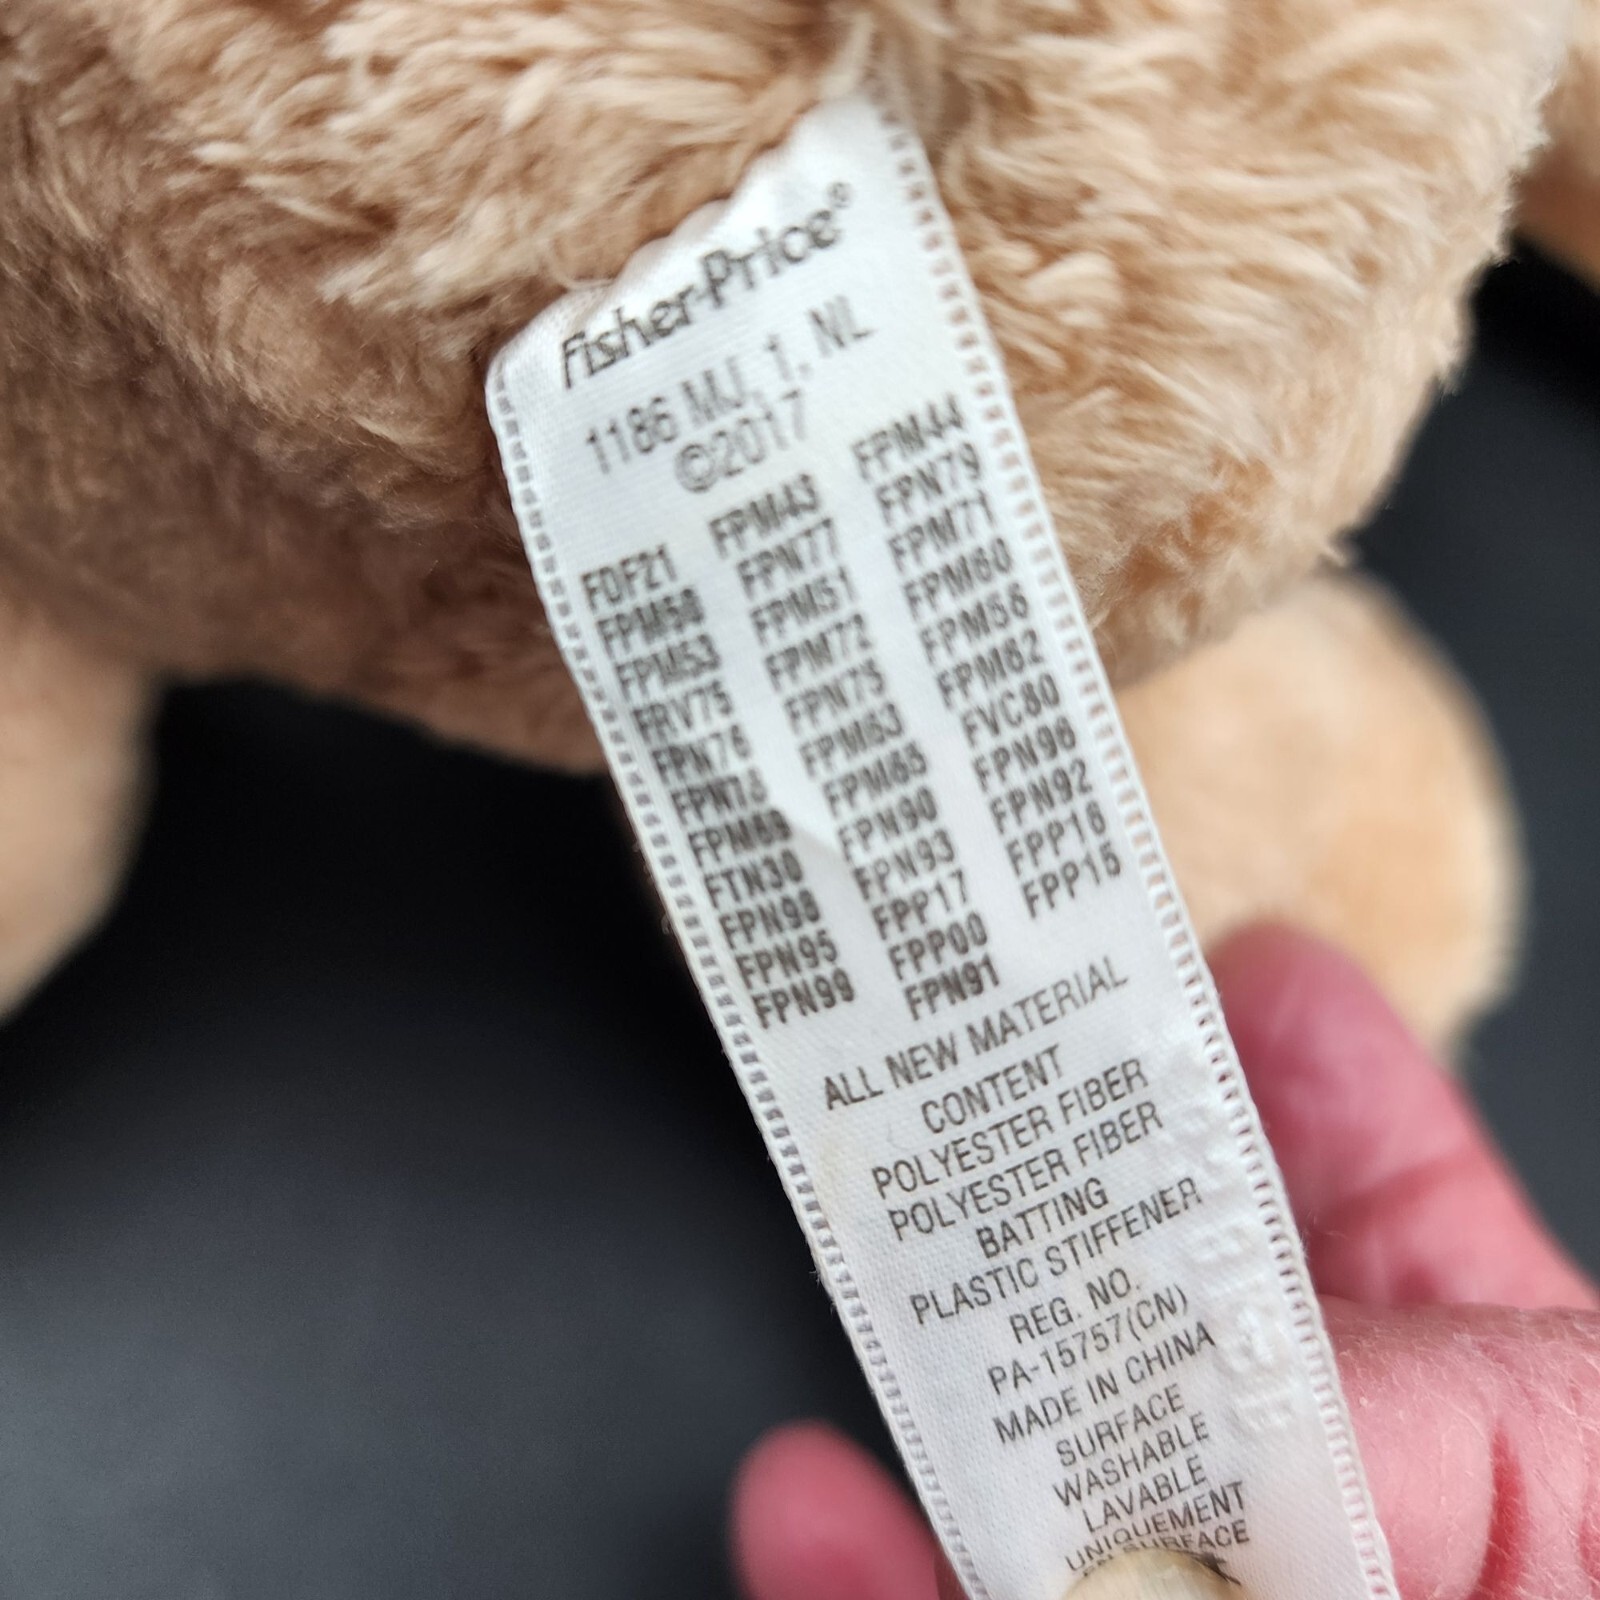 Fisher-Price®
1186 MJ, 1, NL
©2017
FDF21 FPM43 FPM44
FPM58 FPN77 FPN79
FPM53 FPM51 FPM71
FRV75 FPM72 FPM60
FPN76 FPN75 FPM56
FPN78 FPM63 FPM62
FPM69 FPM65 FVC80
FTN30 FPN90 FPN96
FPN98 FPN93 FPN92
FPN95 FPP17 FPP16
FPN99 FPP00 FPP15
FPN91
ALL NEW MATERIAL
CONTENT
POLYESTER FIBER
POLYESTER FIBER
BATTING
PLASTIC STIFFENER
REG. NO.
PA-15757(CN)
MADE IN CHINA
SURFACE
WASHABLE
LAVABLE
UNIQUEMENT
SURFACE